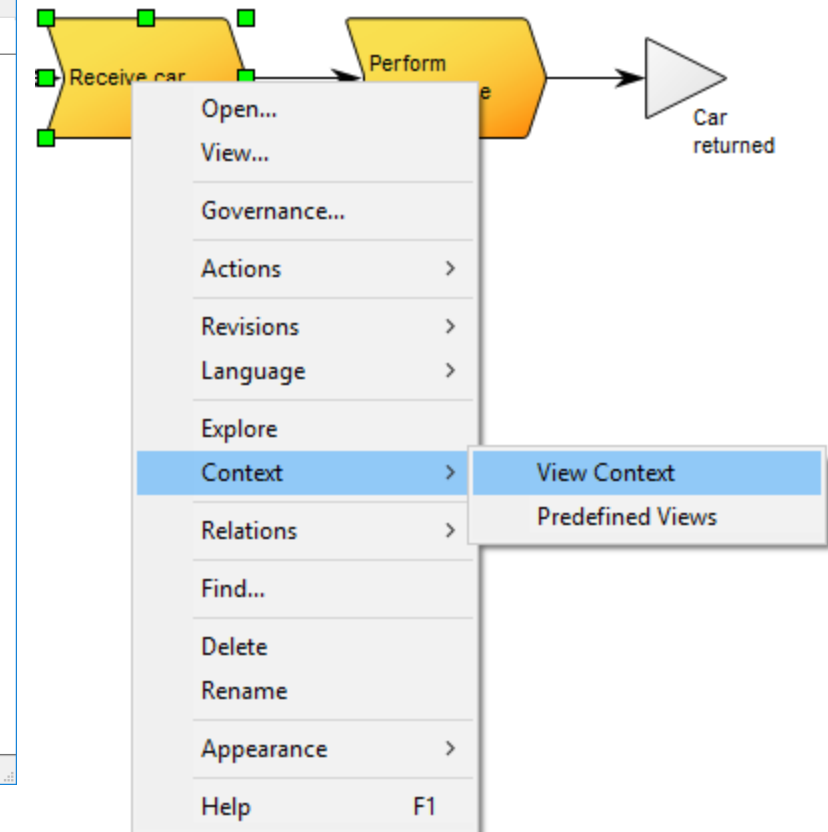 Receive car
Perform
e
Car
returned
Open...
View...
Governance...
Actions
Revisions
Language
Explore
Context
View Context
Predefined Views
Relations
Find...
Delete
Rename
Appearance
Help F1